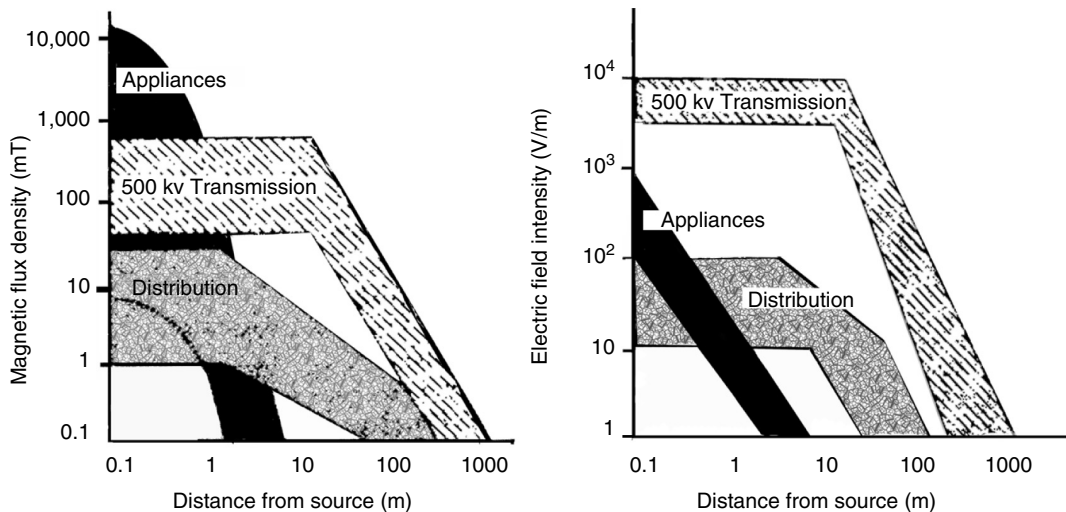 Magnetic flux density (mT)
10,000
1,000
100
10
1
0.1
Appliances
500 kv Transmission
Distribution
0.1 1 10 100 1000
Distance from source (m)
Electric field intensity (V/m)
10⁴
10³
10²
10
1
500 kv Transmission
Appliances
Distribution
0.1 1 10 100 1000
Distance from source (m)